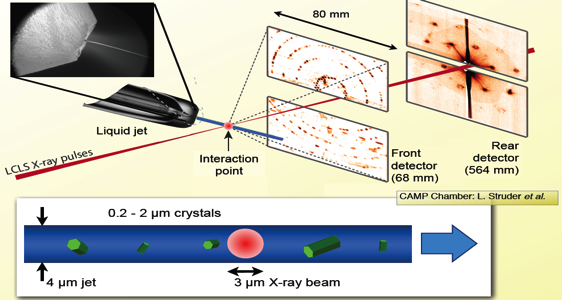 80 mm
Liquid jet
LCLS X-ray pulses
Interaction
point
Front
detector
(68 mm)
Rear
detector
(564 mm)
CAMP Chamber: L. Struder et al.
0.2 - 2 μm crystals
4 μm jet
3 μm X-ray beam